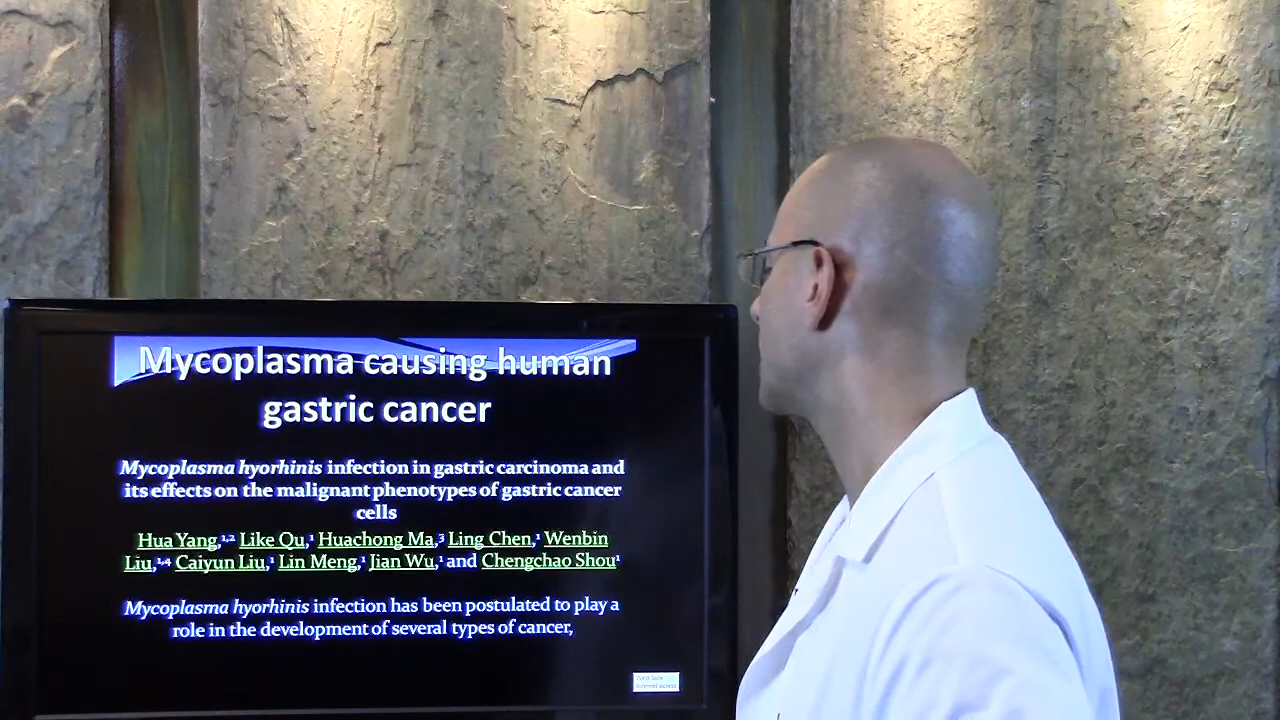 Mycoplasma causing human
gastric cancer
Mycoplasma hyorhinis infection in gastric carcinoma and
its effects on the malignant phenotypes of gastric cancer
cells
Hua Yang,¹,² Like Qu,¹ Huachong Ma,³ Ling Chen,¹ Wenbin
Liu,¹,⁴ Caiyun Liu,¹ Lin Meng,¹ Jian Wu,¹ and Chengchao Shou¹
Mycoplasma hyorhinis infection has been postulated to play a
role in the development of several types of cancer,